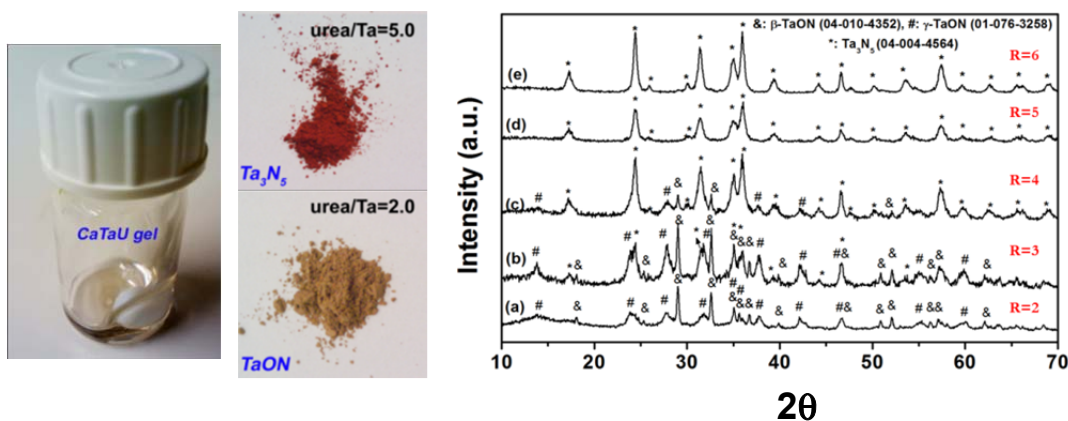 CaTaU gel
urea/Ta=5.0
Ta3N5
urea/Ta=2.0
TaON
&: β-TaON (04-010-4352), #: γ-TaON (01-076-3258)
*: Ta3N5 (04-004-4564)
(e) R=6
* * * * * * * * * * * * * * * * *
(d) R=5
* * * * * * * * * * * * * * * * *
(c) R=4
# * * # & * * & * * # * # * * * & * * * * * *
(b) R=3
# * & # * & # & * # & & * & & # * & # * # & * & & * # & & # &
(a) R=2
# & # & # & # & & # & # & # # # & & & # & & # &
Intensity (a.u.)
10 20 30 40 50 60 70
2θ